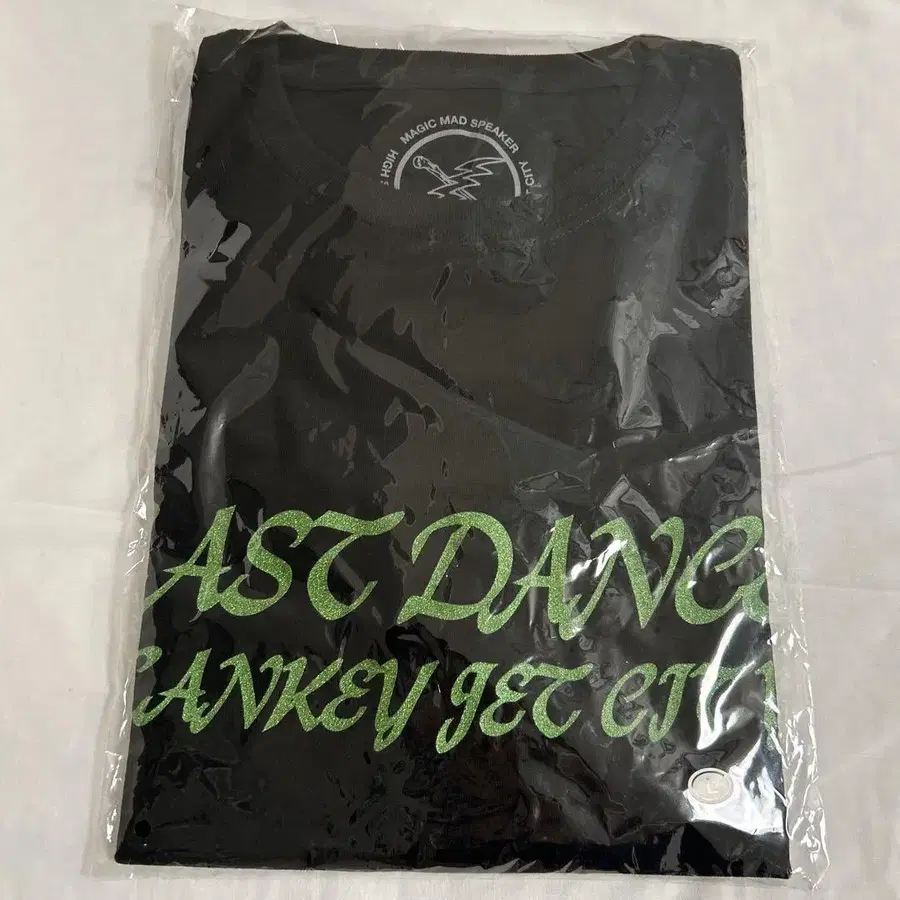 HIGH MAGIC MAD SPEAKER CITY
AST DANC
ANKEY JET CIT
L